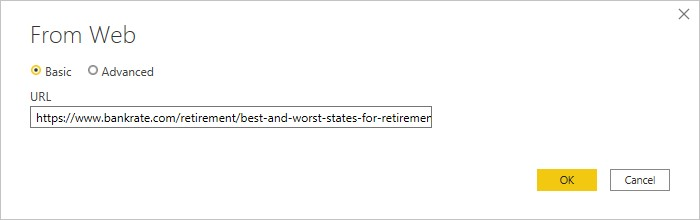 From Web
Basic Advanced
URL
https://www.bankrate.com/retirement/best-and-worst-states-for-retiremen
OK Cancel